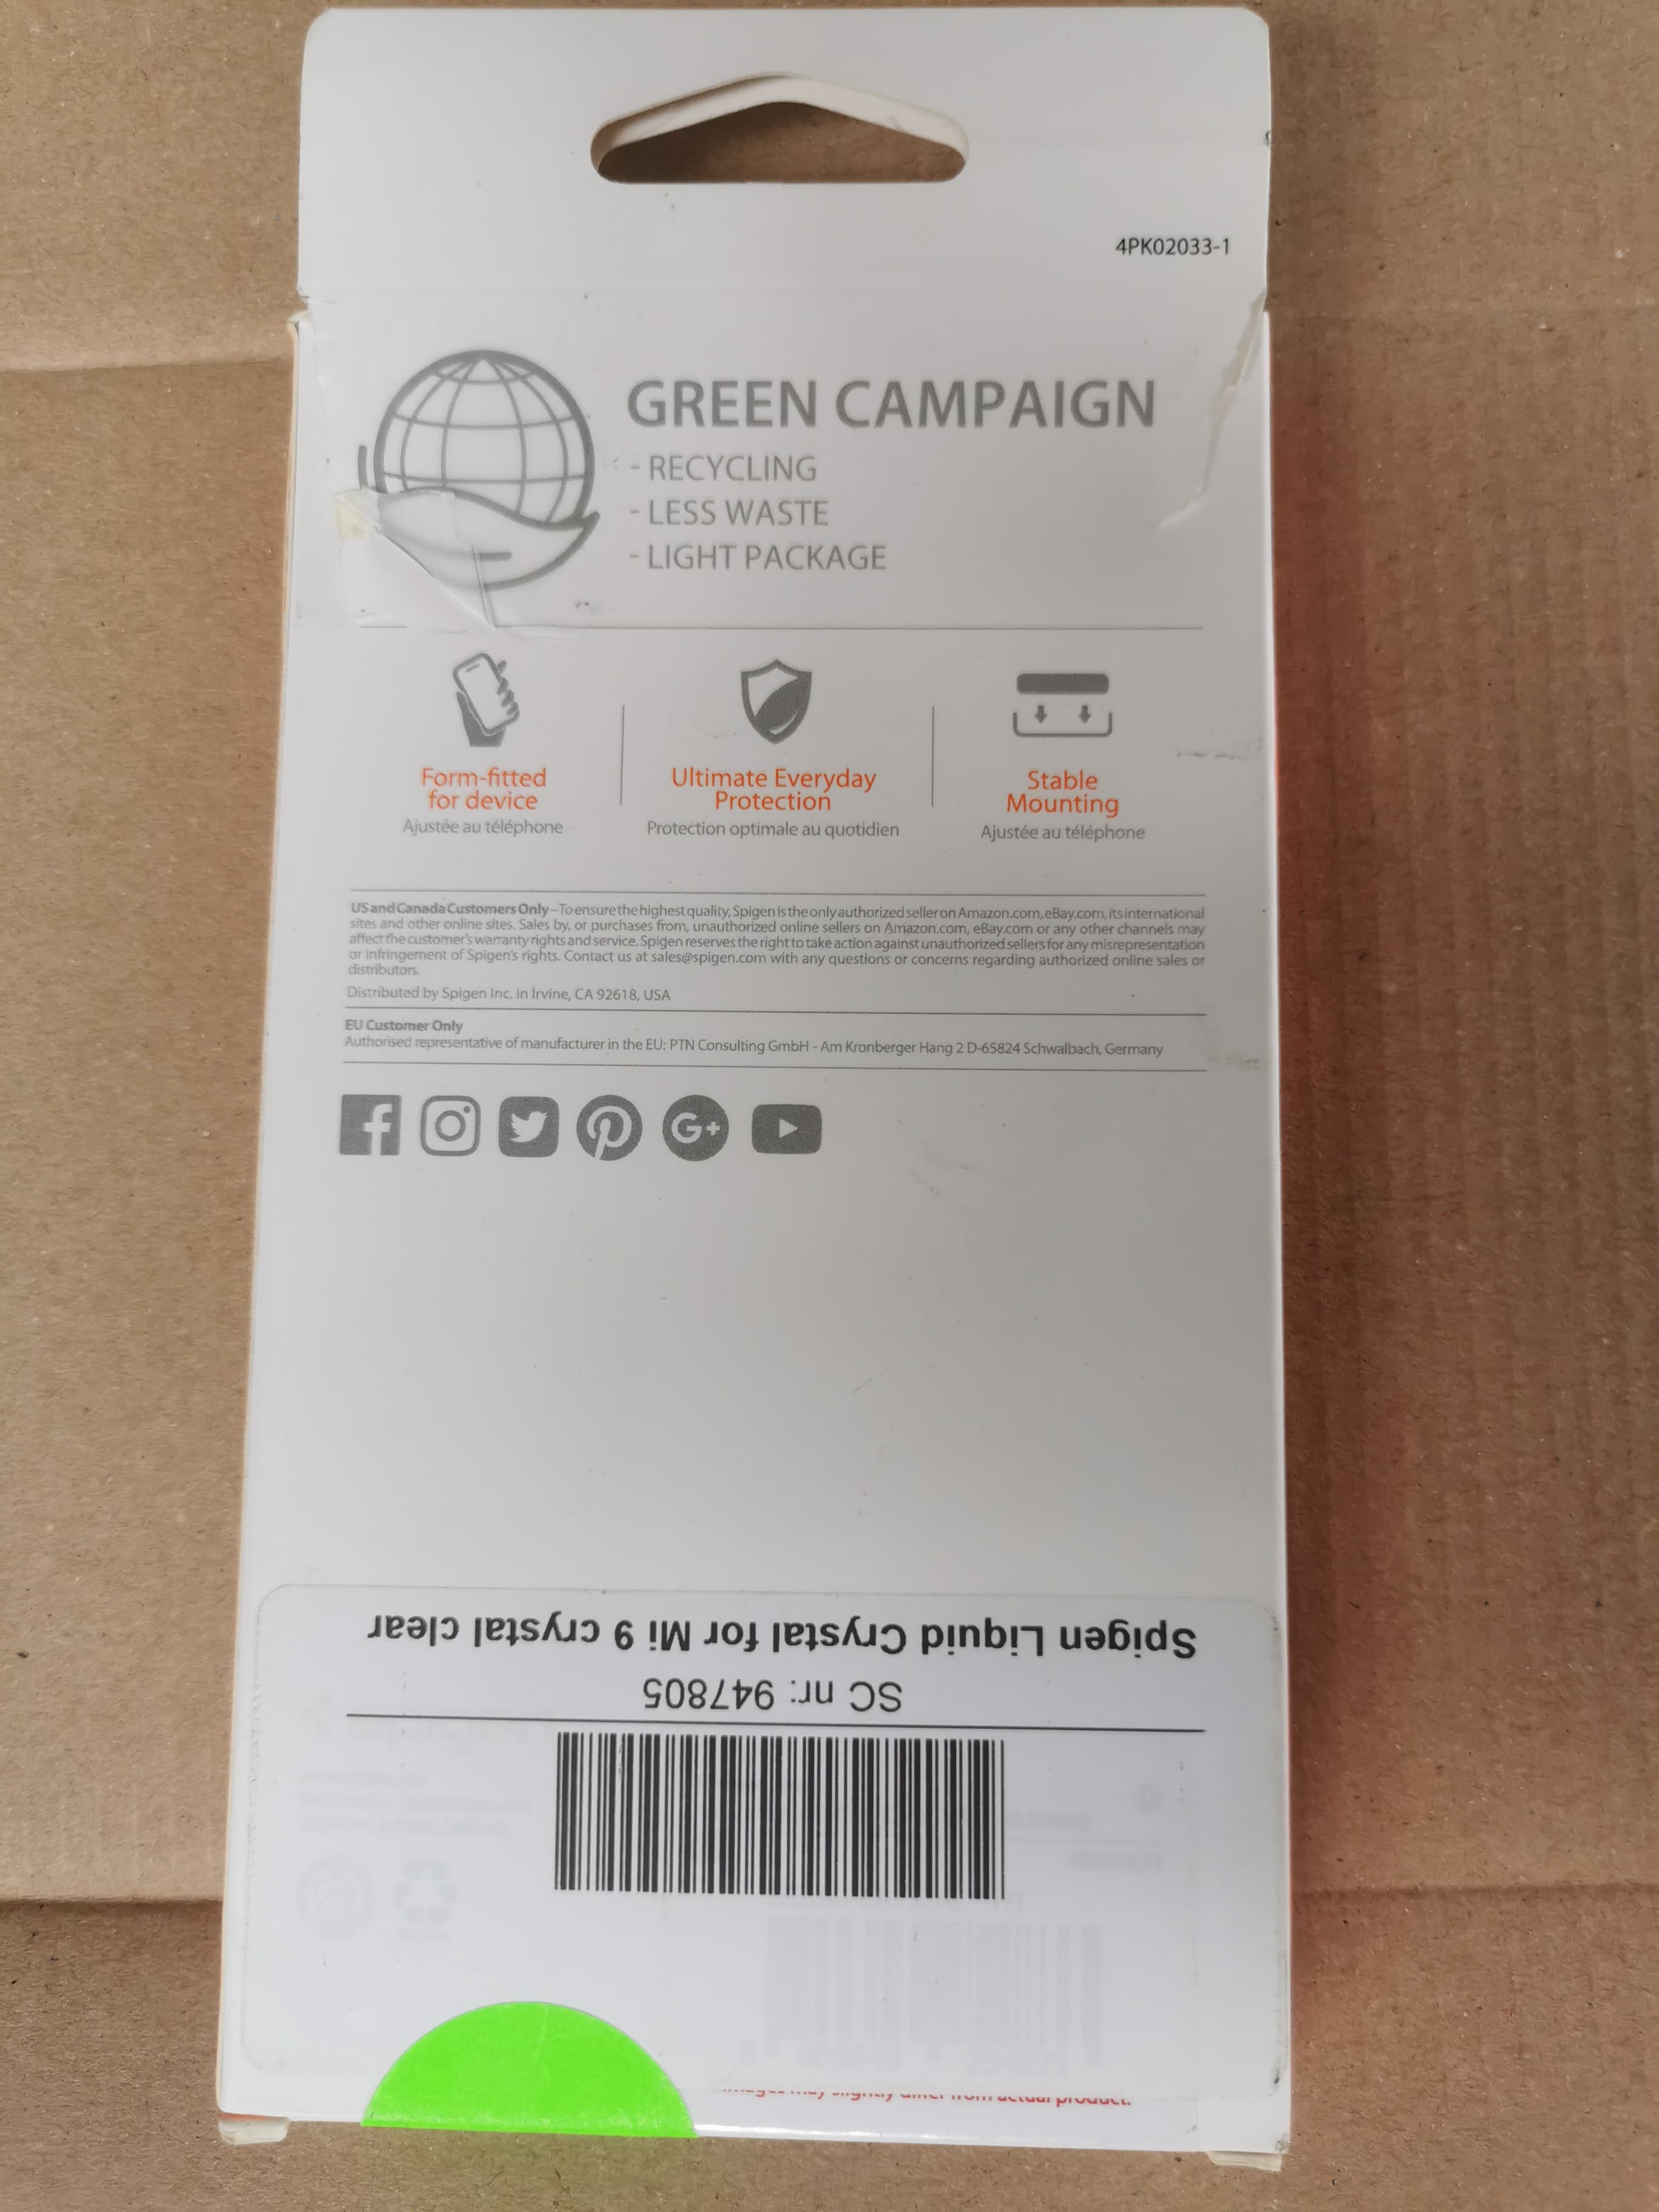 4PK02033-1
GREEN CAMPAIGN
- RECYCLING
- LESS WASTE
- LIGHT PACKAGE
Form-fitted
for device
Ajustée au téléphone
Ultimate Everyday
Protection
Protection optimale au quotidien
Stable
Mounting
Ajustée au téléphone
US and Canada Customers Only – To ensure the highest quality, Spigen is the only authorized seller on Amazon.com, eBay.com, its international
sites and other online sites. Sales by, or purchases from, unauthorized online sellers on Amazon.com, eBay.com or any other channels may
affect the customer's warranty rights and service. Spigen reserves the right to take action against unauthorized sellers for any misrepresentation
or infringement of Spigen's rights. Contact us at sales@spigen.com with any questions or concerns regarding authorized online sales or
distributors.
Distributed by Spigen Inc. in Irvine, CA 92618, USA
EU Customer Only
Authorised representative of manufacturer in the EU: PTN Consulting GmbH - Am Kronberger Hang 2 D-65824 Schwalbach, Germany
G+
Spigen Liquid Crystal for Mi 9 crystal clear
SC nr: 947805
may slightly differ from actual product.